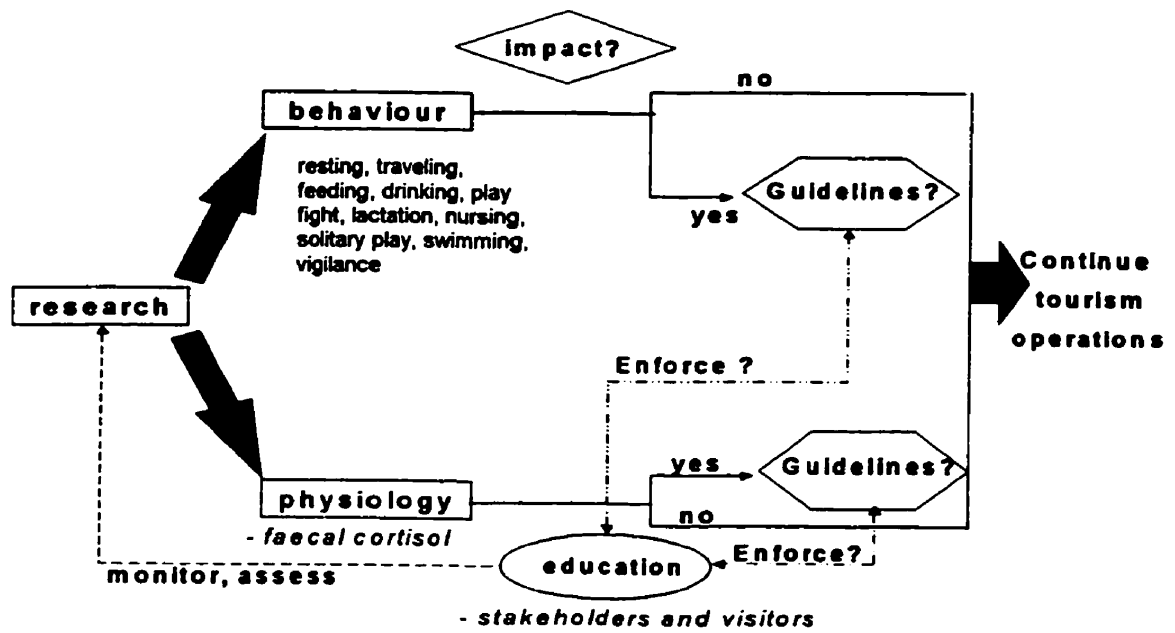 impact?
no
behaviour
resting, traveling,
feeding, drinking, play
fight, lactation, nursing,
solitary play, swimming,
vigilance
yes
Guidelines?
research
Continue
tourism
operations
Enforce ?
yes
Guidelines?
physiology
no
- faecal cortisol
Enforce?
education
monitor, assess
- stakeholders and visitors